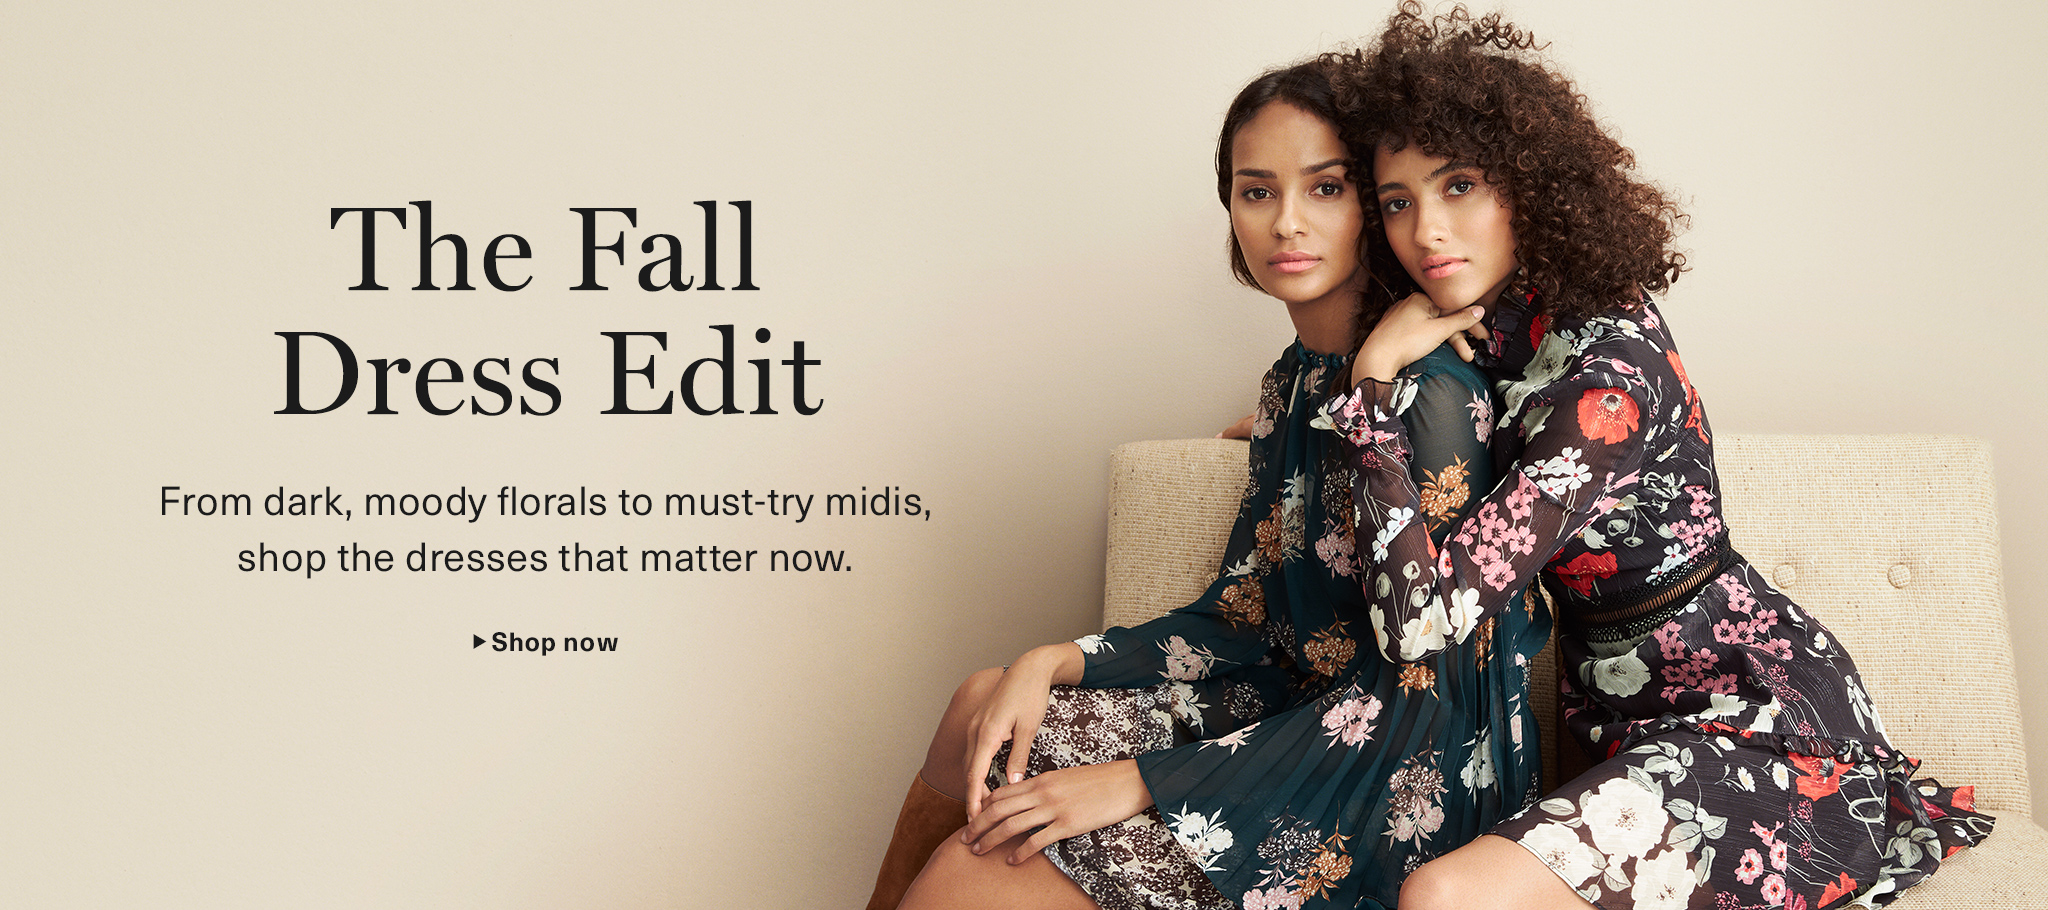 The Fall
Dress Edit
From dark, moody florals to must-try midis,
shop the dresses that matter now.
Shop now